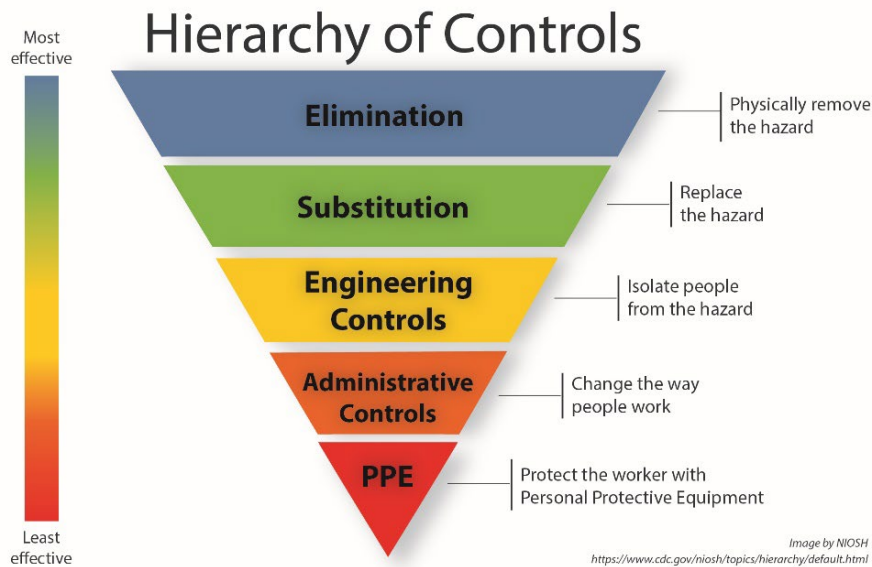 Hierarchy of Controls
Most
effective
Elimination
Physically remove
the hazard
Substitution
Replace
the hazard
Engineering
Controls
Isolate people
from the hazard
Administrative
Controls
Change the way
people work
PPE
Protect the worker with
Personal Protective Equipment
Least
effective
Image by NIOSH
https://www.cdc.gov/niosh/topics/hierarchy/default.html